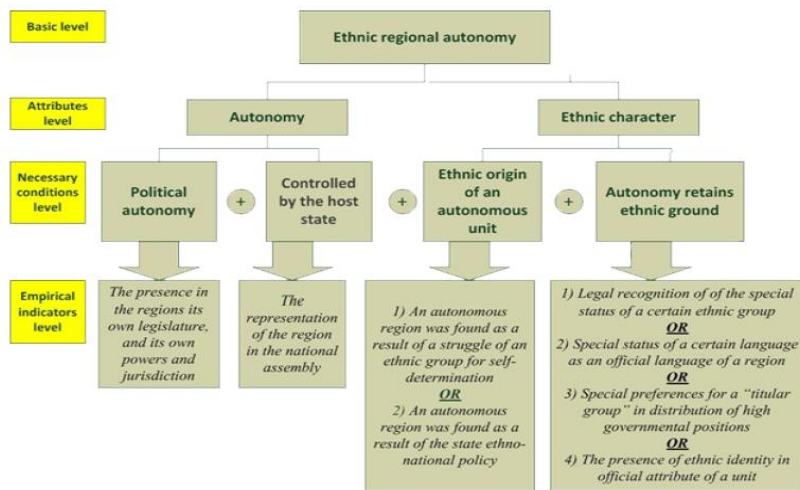 Basic level
Ethnic regional autonomy
Attributes
level
Autonomy
Ethnic character
Necessary
conditions
level
Political
autonomy
+
Controlled
by the host
state
+
Ethnic origin
of an
autonomous
unit
+
Autonomy retains
ethnic ground
Empirical
indicators
level
The presence in
the regions its
own legislature,
and its own
powers and
jurisdiction
The
representation
of the region
in the national
assembly
1) An autonomous
region was found as a
result of a struggle of an
ethnic group for self-
determination
OR
2) An autonomous
region was found as a
result of the state ethno-
national policy
1) Legal recognition of of the special
status of a certain ethnic group
OR
2) Special status of a certain language
as an official language of a region
OR
3) Special preferences for a "titular
group" in distribution of high
governmental positions
OR
4) The presence of ethnic identity in
official attribute of a unit